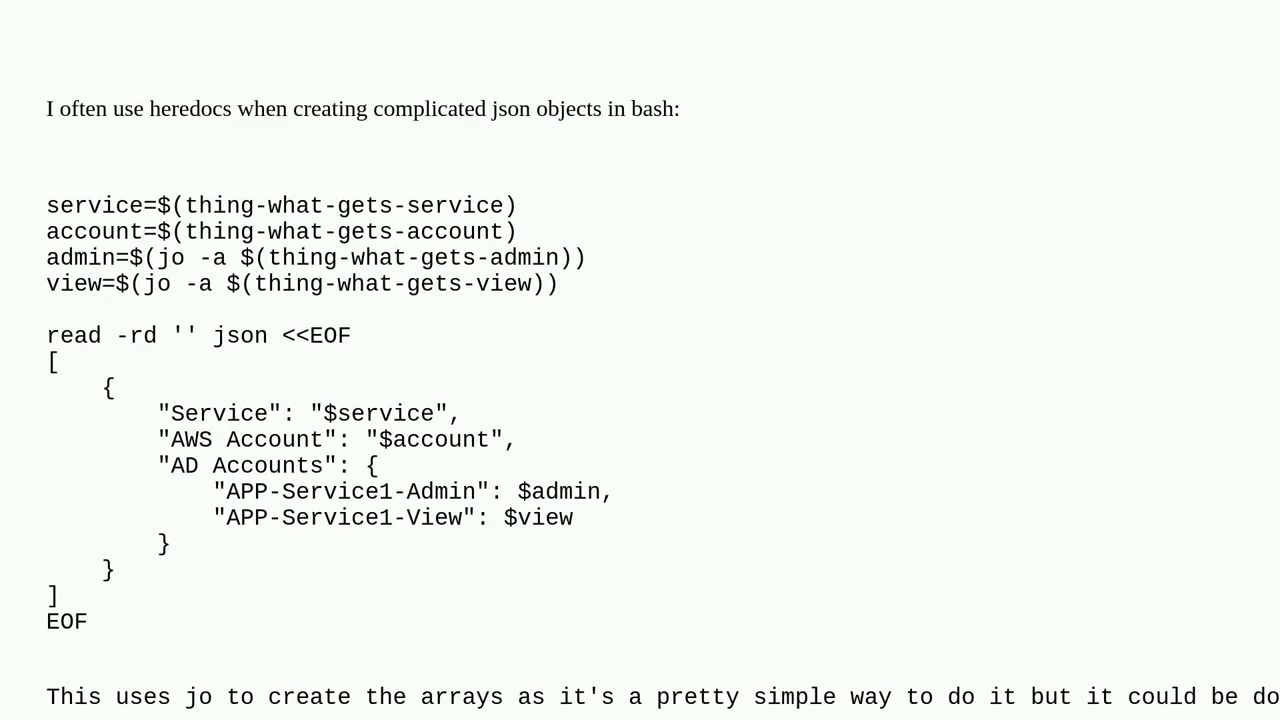 I often use heredocs when creating complicated json objects in bash:
service=$(thing-what-gets-service)
account=$(thing-what-gets-account)
admin=$(jo -a $(thing-what-gets-admin))
view=$(jo -a $(thing-what-gets-view))
read -rd '' json <<EOF
[
    {
        "Service": "$service",
        "AWS Account": "$account",
        "AD Accounts": {
            "APP-Service1-Admin": $admin,
            "APP-Service1-View": $view
        }
    }
]
EOF
This uses jo to create the arrays as it's a pretty simple way to do it but it could be do